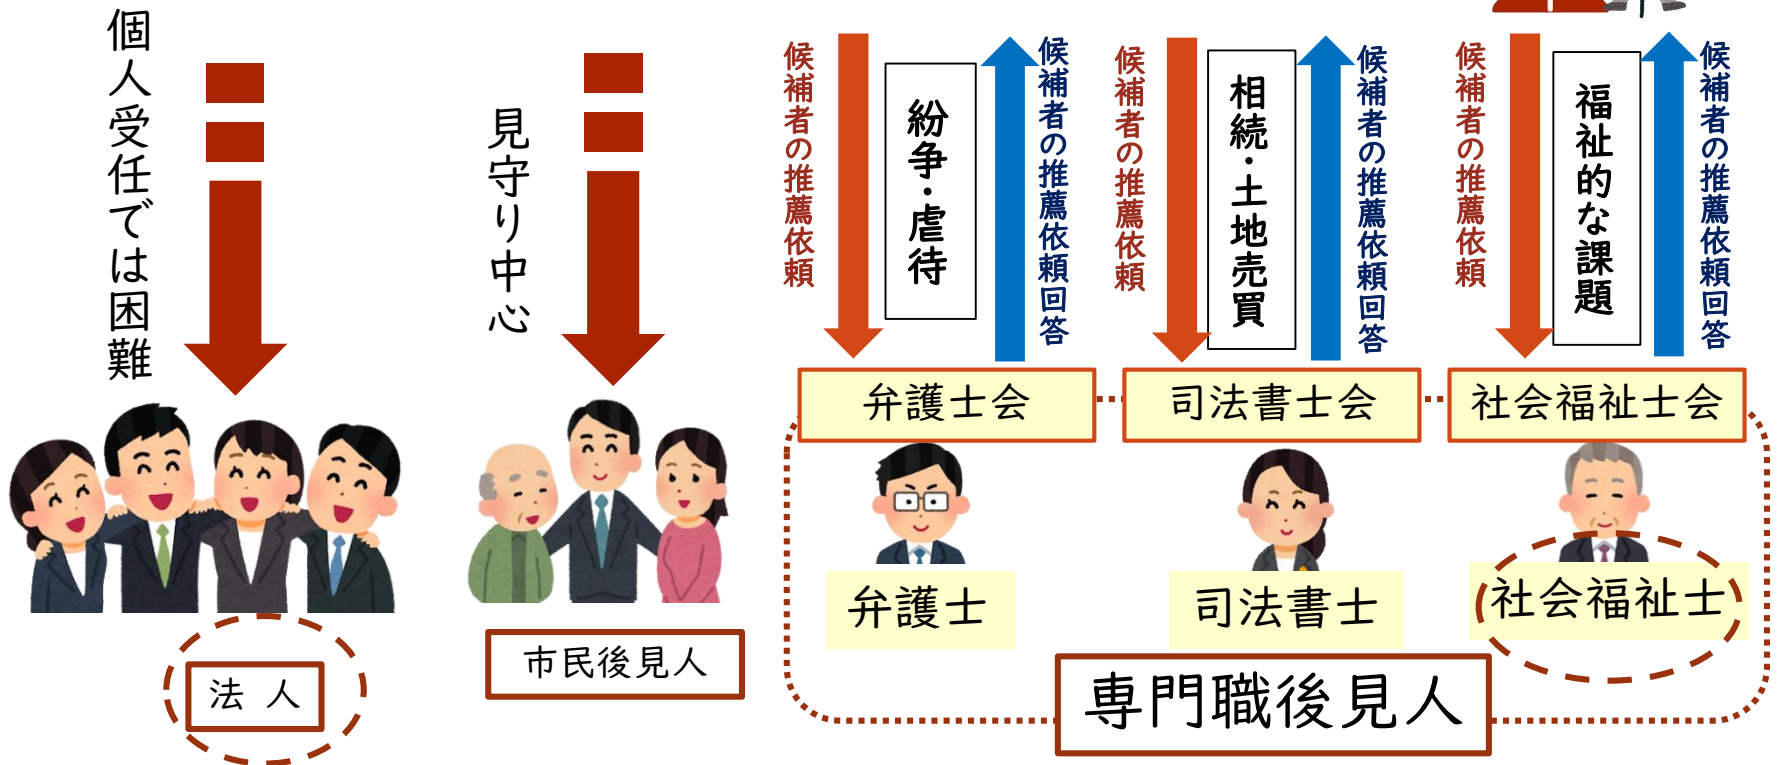 個人受任では困難
見守り中心
候補者の推薦依頼
紛争・虐待
候補者の推薦依頼回答
候補者の推薦依頼
相続・土地売買
候補者の推薦依頼回答
候補者の推薦依頼
福祉的な課題
候補者の推薦依頼回答
弁護士会
司法書士会
社会福祉士会
弁護士
司法書士
社会福祉士
法 人
市民後見人
専門職後見人